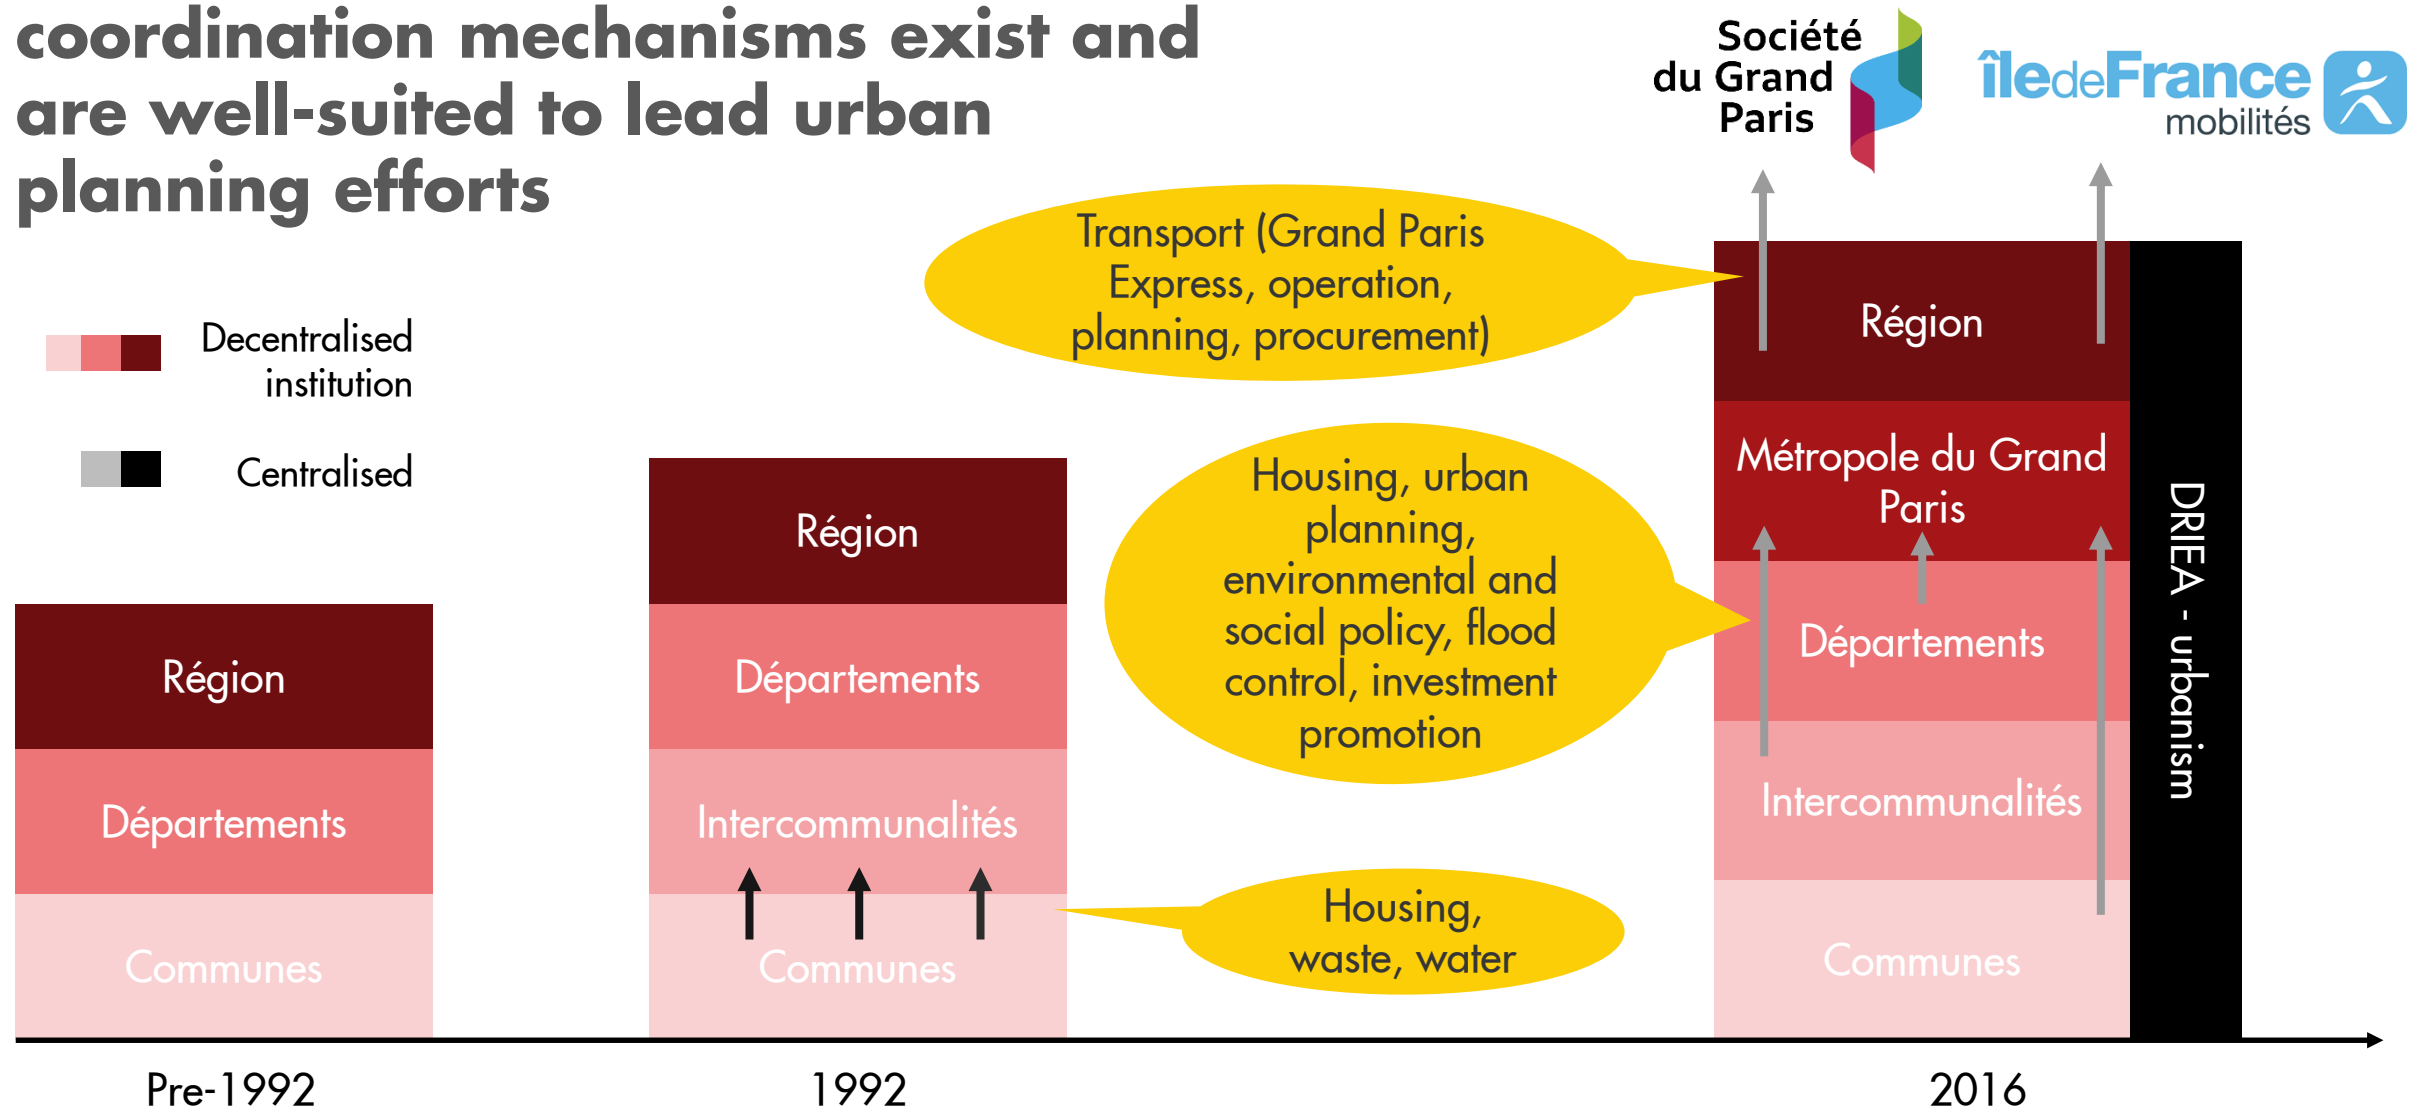 coordination mechanisms exist and
are well-suited to lead urban
planning efforts
Société
du Grand
Paris
îledeFrance
mobilités
Decentralised
institution
Centralised
Transport (Grand Paris
Express, operation,
planning, procurement)
Housing, urban
planning,
environmental and
social policy, flood
control, investment
promotion
Housing,
waste, water
Région
Départements
Communes
Région
Départements
Intercommunalités
Communes
Région
Métropole du Grand
Paris
Départements
Intercommunalités
Communes
DRIEA - urbanism
Pre-1992
1992
2016